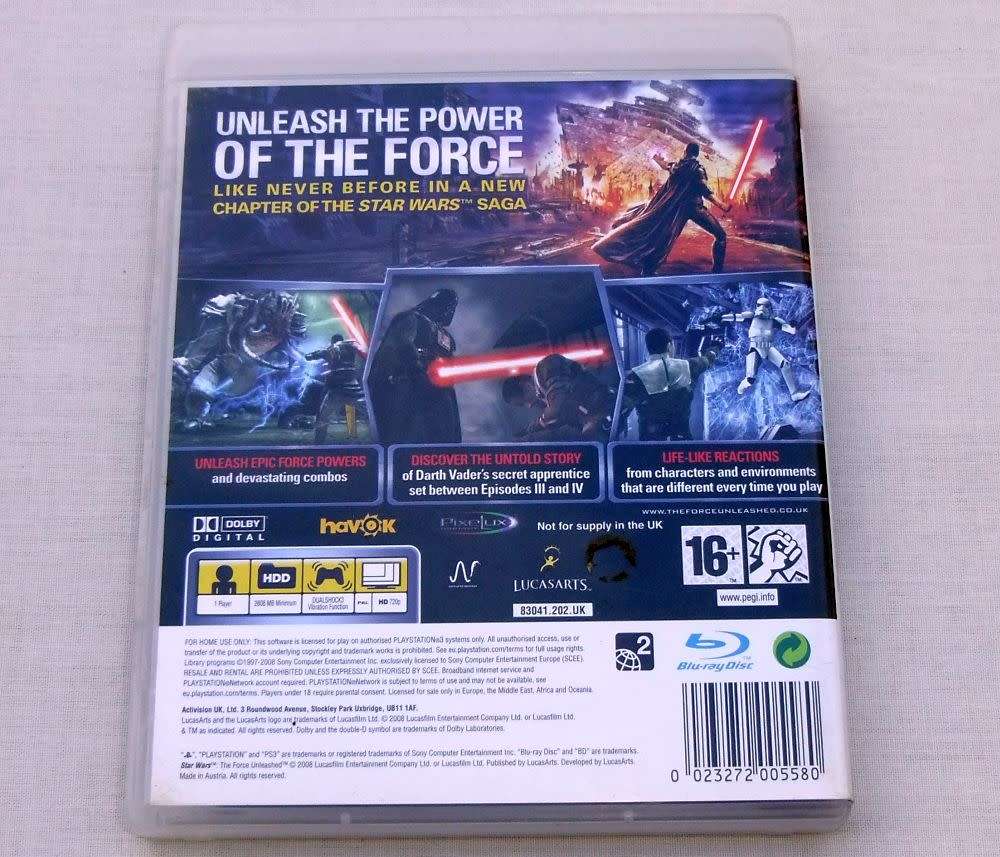 UNLEASH THE POWER
OF THE FORCE
LIKE NEVER BEFORE IN A NEW
CHAPTER OF THE STAR WARS™ SAGA
UNLEASH EPIC FORCE POWERS
and devastating combos
DISCOVER THE UNTOLD STORY
of Darth Vader's secret apprentice
set between Episodes III and IV
LIFE-LIKE REACTIONS
from characters and environments
that are different every time you play
WWW.THEFORCEUNLEASHED.CO.UK
DOLBY
DIGITAL
havok
Pixelux
Not for supply in the UK
16+
™
www.pegi.info
LUCASARTS™
83041.202.UK
HDD
1 Player
MB Minimum
DUALSHOCK3
Vibration Function
PAL
HD 720p
FOR HOME USE ONLY: This software is licensed for play on authorised PLAYSTATION®3 systems only. All unauthorised access, use or
transfer of the product or its underlying copyright and trademark works is prohibited. See eu.playstation.com/terms for full usage rights.
Library programs ©1997-2008 Sony Computer Entertainment Inc. exclusively licensed to Sony Computer Entertainment Europe (SCEE).
RESALE AND RENTAL ARE PROHIBITED UNLESS EXPRESSLY AUTHORISED BY SCEE. Broadband internet service and
PLAYSTATION®Network account required. PLAYSTATION®Network is subject to terms of use and may not be available, see
eu.playstation.com/terms. Players under 18 require parental consent. Licensed for sale only in Europe, the Middle East, Africa and Oceania.
Activision UK, Ltd. 3 Roundwood Avenue, Stockley Park Uxbridge, UB11 1AF.
LucasArts and the LucasArts logo are trademarks of Lucasfilm Ltd. © 2008 Lucasfilm Entertainment Company Ltd. or Lucasfilm Ltd.
& TM as indicated. All rights reserved. Dolby and the double-D symbol are trademarks of Dolby Laboratories.
", "PLAYSTATION" and "PS3" are trademarks or registered trademarks of Sony Computer Entertainment Inc. "Blu-ray Disc" and "BD" are trademarks.
Star Wars™: The Force Unleashed™ © 2008 Lucasfilm Entertainment Company Ltd. or Lucasfilm Ltd. Published by LucasArts. Developed by LucasArts.
Made in Austria. All rights reserved.
2
Blu-ray Disc™
0 023272 005580